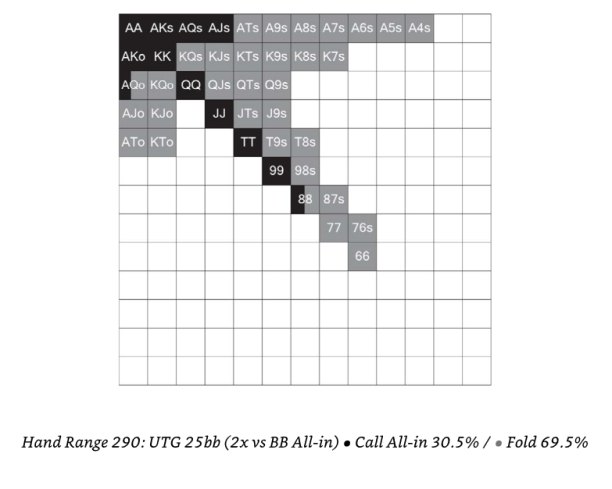 AA AKs AQs AJs ATs A9s A8s A7s A6s A5s A4s
AKo KK KQs KJs KTs K9s K8s K7s
AQo KQo QQ QJs QTs Q9s
AJo KJo JJ JTs J9s
ATo KTo TT T9s T8s
99 98s
88 87s
77 76s
66
Hand Range 290: UTG 25bb (2x vs BB All-in) • Call All-in 30.5% / • Fold 69.5%